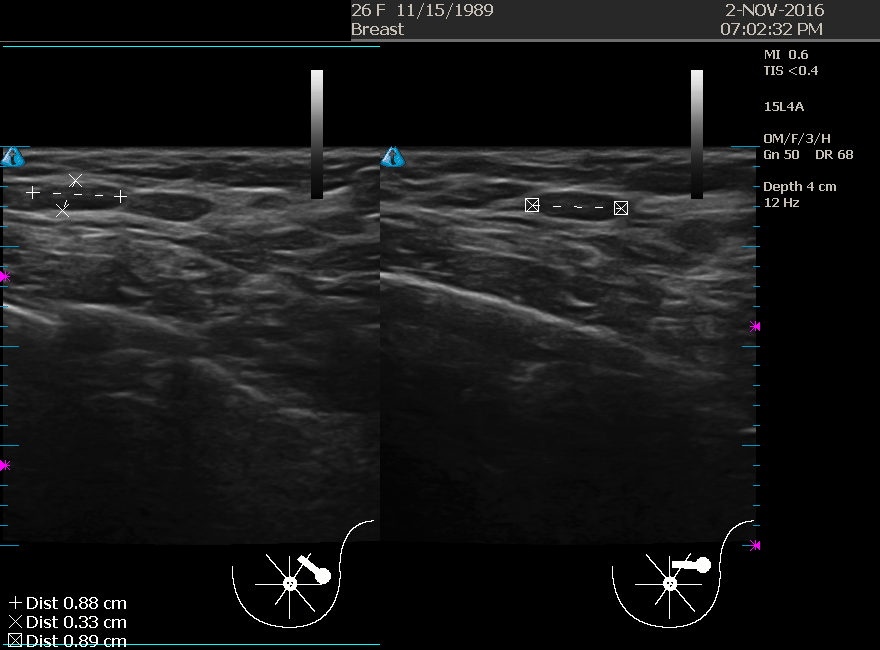 26 F 11/15/1989 2-NOV-2016
Breast 07:02:32 PM
MI 0.6
TIS <0.4
15L4A
OM/F/3/H
Gn 50 DR 68
Depth 4 cm
12 Hz
Dist 0.88 cm
Dist 0.33 cm
Dist 0.89 cm